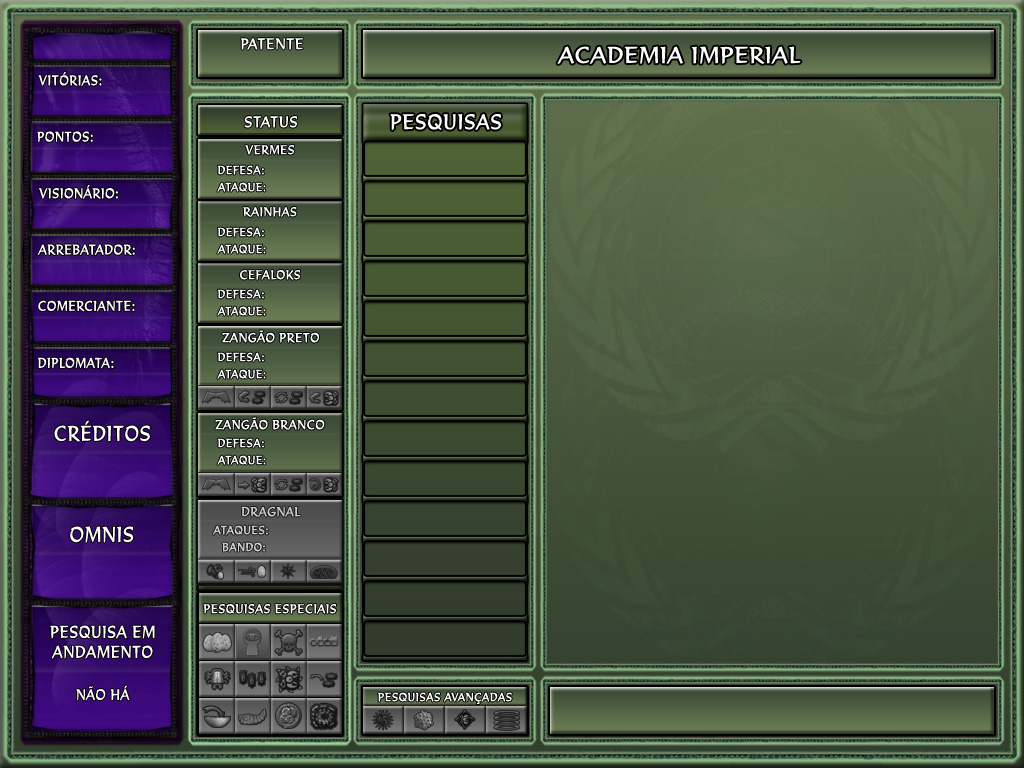 VITÓRIAS:
PONTOS:
VISIONÁRIO:
ARREBATADOR:
COMERCIANTE:
DIPLOMATA:
CRÉDITOS
OMNIS
PESQUISA EM
ANDAMENTO
NÃO HÁ
PATENTE
STATUS
VERMES
DEFESA:
ATAQUE:
RAINHAS
DEFESA:
ATAQUE:
CEFALOKS
DEFESA:
ATAQUE:
ZANGÃO PRETO
DEFESA:
ATAQUE:
ZANGÃO BRANCO
DEFESA:
ATAQUE:
DRAGNAL
ATAQUES:
BANDO:
PESQUISAS ESPECIAIS
ACADEMIA IMPERIAL
PESQUISAS
PESQUISAS AVANÇADAS